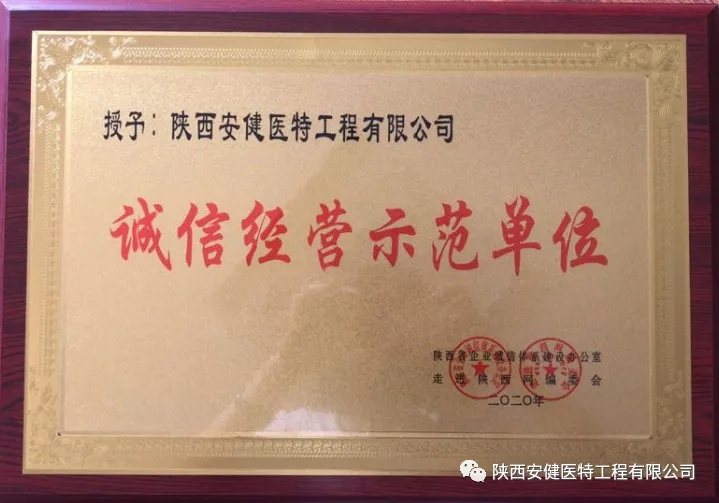 授予：陕西安健医特工程有限公司
诚信经营示范单位
陕西省企业诚信体系建设办公室
走进陕西网编委会
二〇二〇年
陕西安健医特工程有限公司